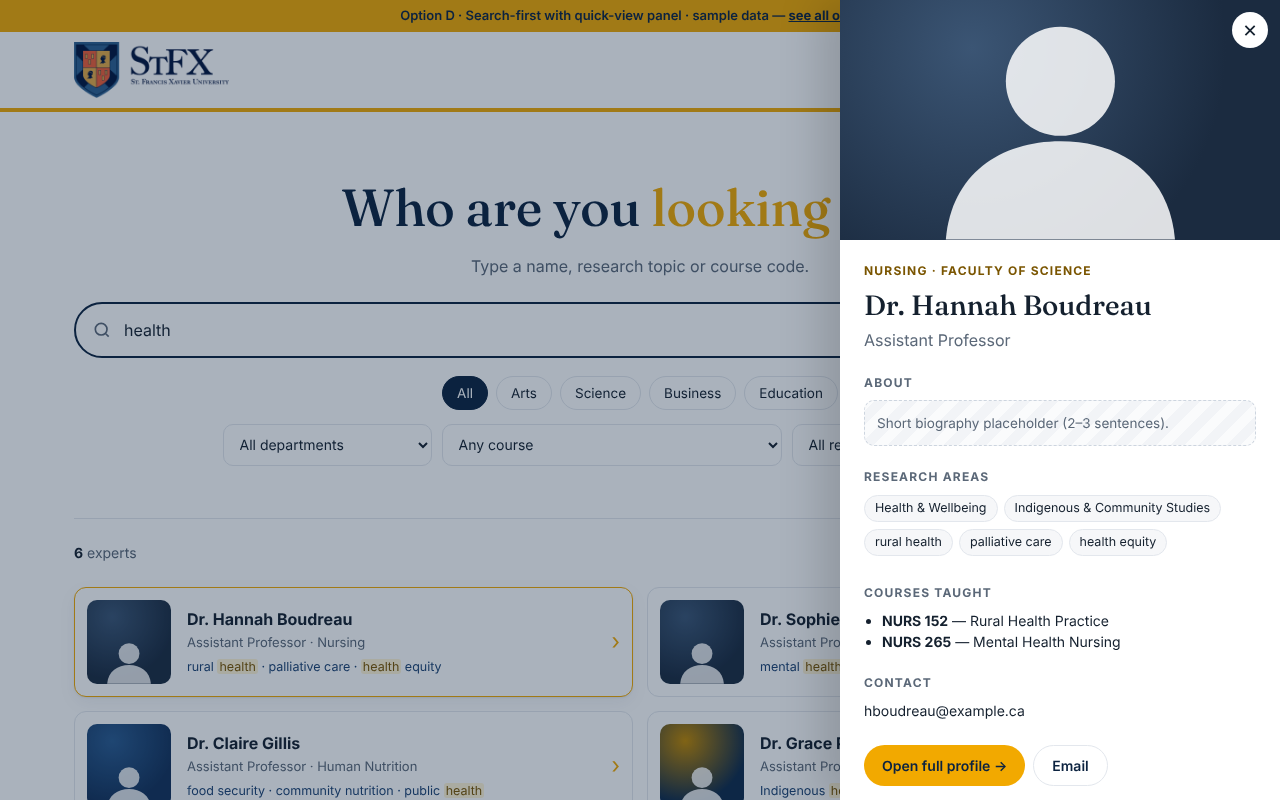 Option D · Search-first with quick-view panel · sample data — see all o
StFX
St. Francis Xavier University
Who are you looking
Type a name, research topic or course code.
health
All
Arts
Science
Business
Education
All departments
Any course
All re
6 experts
Dr. Hannah Boudreau
Assistant Professor · Nursing
rural health · palliative care · health equity
Dr. Sophie
Assistant Pro
mental health
Dr. Claire Gillis
Assistant Professor · Human Nutrition
food security · community nutrition · public health
Dr. Grace
Assistant Pro
Indigenous
✕
NURSING · FACULTY OF SCIENCE
Dr. Hannah Boudreau
Assistant Professor
ABOUT
Short biography placeholder (2–3 sentences).
RESEARCH AREAS
Health & Wellbeing
Indigenous & Community Studies
rural health
palliative care
health equity
COURSES TAUGHT
• NURS 152 — Rural Health Practice
• NURS 265 — Mental Health Nursing
CONTACT
hboudreau@example.ca
Open full profile →
Email